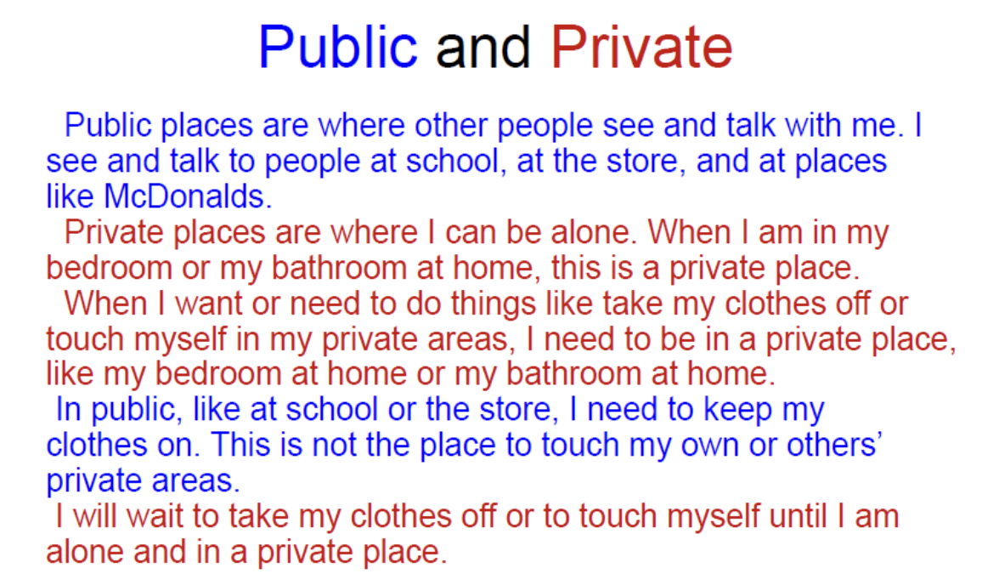 Public and Private
Public places are where other people see and talk with me. I
see and talk to people at school, at the store, and at places
like McDonalds.
Private places are where I can be alone. When I am in my
bedroom or my bathroom at home, this is a private place.
When I want or need to do things like take my clothes off or
touch myself in my private areas, I need to be in a private place,
like my bedroom at home or my bathroom at home.
In public, like at school or the store, I need to keep my
clothes on. This is not the place to touch my own or others’
private areas.
I will wait to take my clothes off or to touch myself until I am
alone and in a private place.